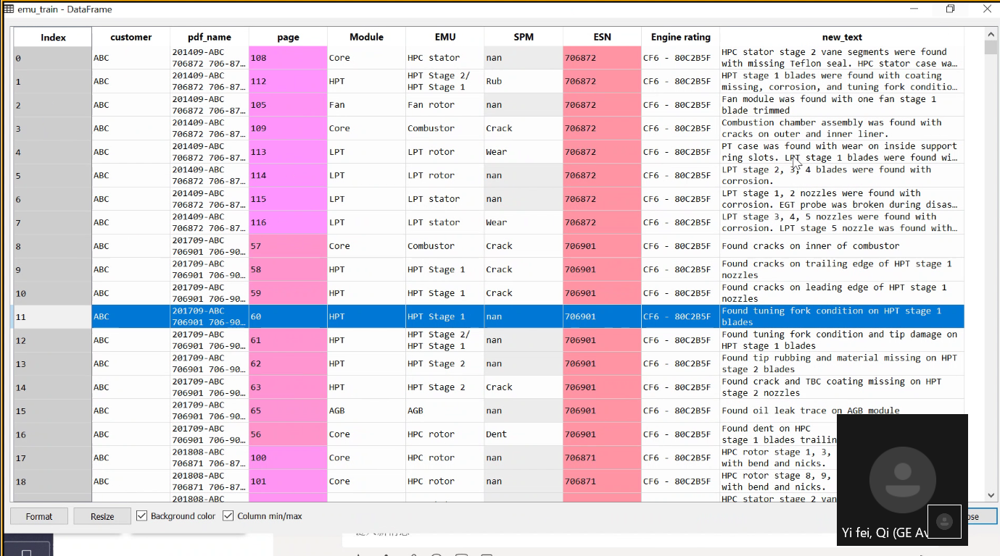 emu_train - DataFrame
Index customer pdf_name page Module EMU SPM ESN Engine rating new_text
0 ABC 201409-ABC 706872 706-87… 108 Core HPC stator nan 706872 CF6 - 80C2B5F HPC stator stage 2 vane segments were found with missing Teflon seal. HPC stator case wa…
1 ABC 201409-ABC 706872 706-87… 112 HPT HPT Stage 2/ HPT Stage 1 Rub 706872 CF6 - 80C2B5F HPT stage 1 blades were found with coating missing, corrosion, and tuning fork conditio…
2 ABC 201409-ABC 706872 706-87… 105 Fan Fan rotor nan 706872 CF6 - 80C2B5F Fan module was found with one fan stage 1 blade trimmed
3 ABC 201409-ABC 706872 706-87… 109 Core Combustor Crack 706872 CF6 - 80C2B5F Combustion chamber assembly was found with cracks on outer and inner liner.
4 ABC 201409-ABC 706872 706-87… 113 LPT LPT rotor Wear 706872 CF6 - 80C2B5F PT case was found with wear on inside support ring slots. LPT stage 1 blades were found wi…
5 ABC 201409-ABC 706872 706-87… 114 LPT LPT rotor nan 706872 CF6 - 80C2B5F LPT stage 2, 3, 4 blades were found with corrosion.
6 ABC 201409-ABC 706872 706-87… 115 LPT LPT stator nan 706872 CF6 - 80C2B5F LPT stage 1, 2 nozzles were found with corrosion. EGT probe was broken during disas…
7 ABC 201409-ABC 706872 706-87… 116 LPT LPT stator Wear 706872 CF6 - 80C2B5F LPT stage 3, 4, 5 nozzles were found with corrosion. LPT stage 5 nozzle was found with…
8 ABC 201709-ABC 706901 706-90… 57 Core Combustor Crack 706901 CF6 - 80C2B5F Found cracks on inner of combustor
9 ABC 201709-ABC 706901 706-90… 58 HPT HPT Stage 1 Crack 706901 CF6 - 80C2B5F Found cracks on trailing edge of HPT stage 1 nozzles
10 ABC 201709-ABC 706901 706-90… 59 HPT HPT Stage 1 Crack 706901 CF6 - 80C2B5F Found cracks on leading edge of HPT stage 1 nozzles
11 ABC 201709-ABC 706901 706-90… 60 HPT HPT Stage 1 nan 706901 CF6 - 80C2B5F Found tuning fork condition on HPT stage 1 blades
12 ABC 201709-ABC 706901 706-90… 61 HPT HPT Stage 2/ HPT Stage 1 nan 706901 CF6 - 80C2B5F Found tuning fork condition and tip damage on HPT stage 1 blades
13 ABC 201709-ABC 706901 706-90… 62 HPT HPT Stage 2 nan 706901 CF6 - 80C2B5F Found tip rubbing and material missing on HPT stage 2 blades
14 ABC 201709-ABC 706901 706-90… 63 HPT HPT Stage 2 Crack 706901 CF6 - 80C2B5F Found crack and TBC coating missing on HPT stage 2 nozzles
15 ABC 201709-ABC 706901 706-90… 65 AGB AGB nan 706901 CF6 - 80C2B5F Found oil leak trace on AGB module
16 ABC 201709-ABC 706901 706-90… 56 Core HPC rotor Dent 706901 CF6 - 80C2B5F Found dent on HPC stage 1 blades trailin
17 ABC 201808-ABC 706871 706-87… 100 Core HPC rotor nan 706871 CF6 - 80C2B5F HPC rotor stage 1, 3, with bend and nicks.
18 ABC 201808-ABC 706871 706-87… 101 Core HPC rotor nan 706871 CF6 - 80C2B5F HPC rotor stage 8, 9, with bend and nicks.
201808-ABC HPC stator stage 2 van
Format Resize Background color Column min/max
Yi fei, Qi (GE Av